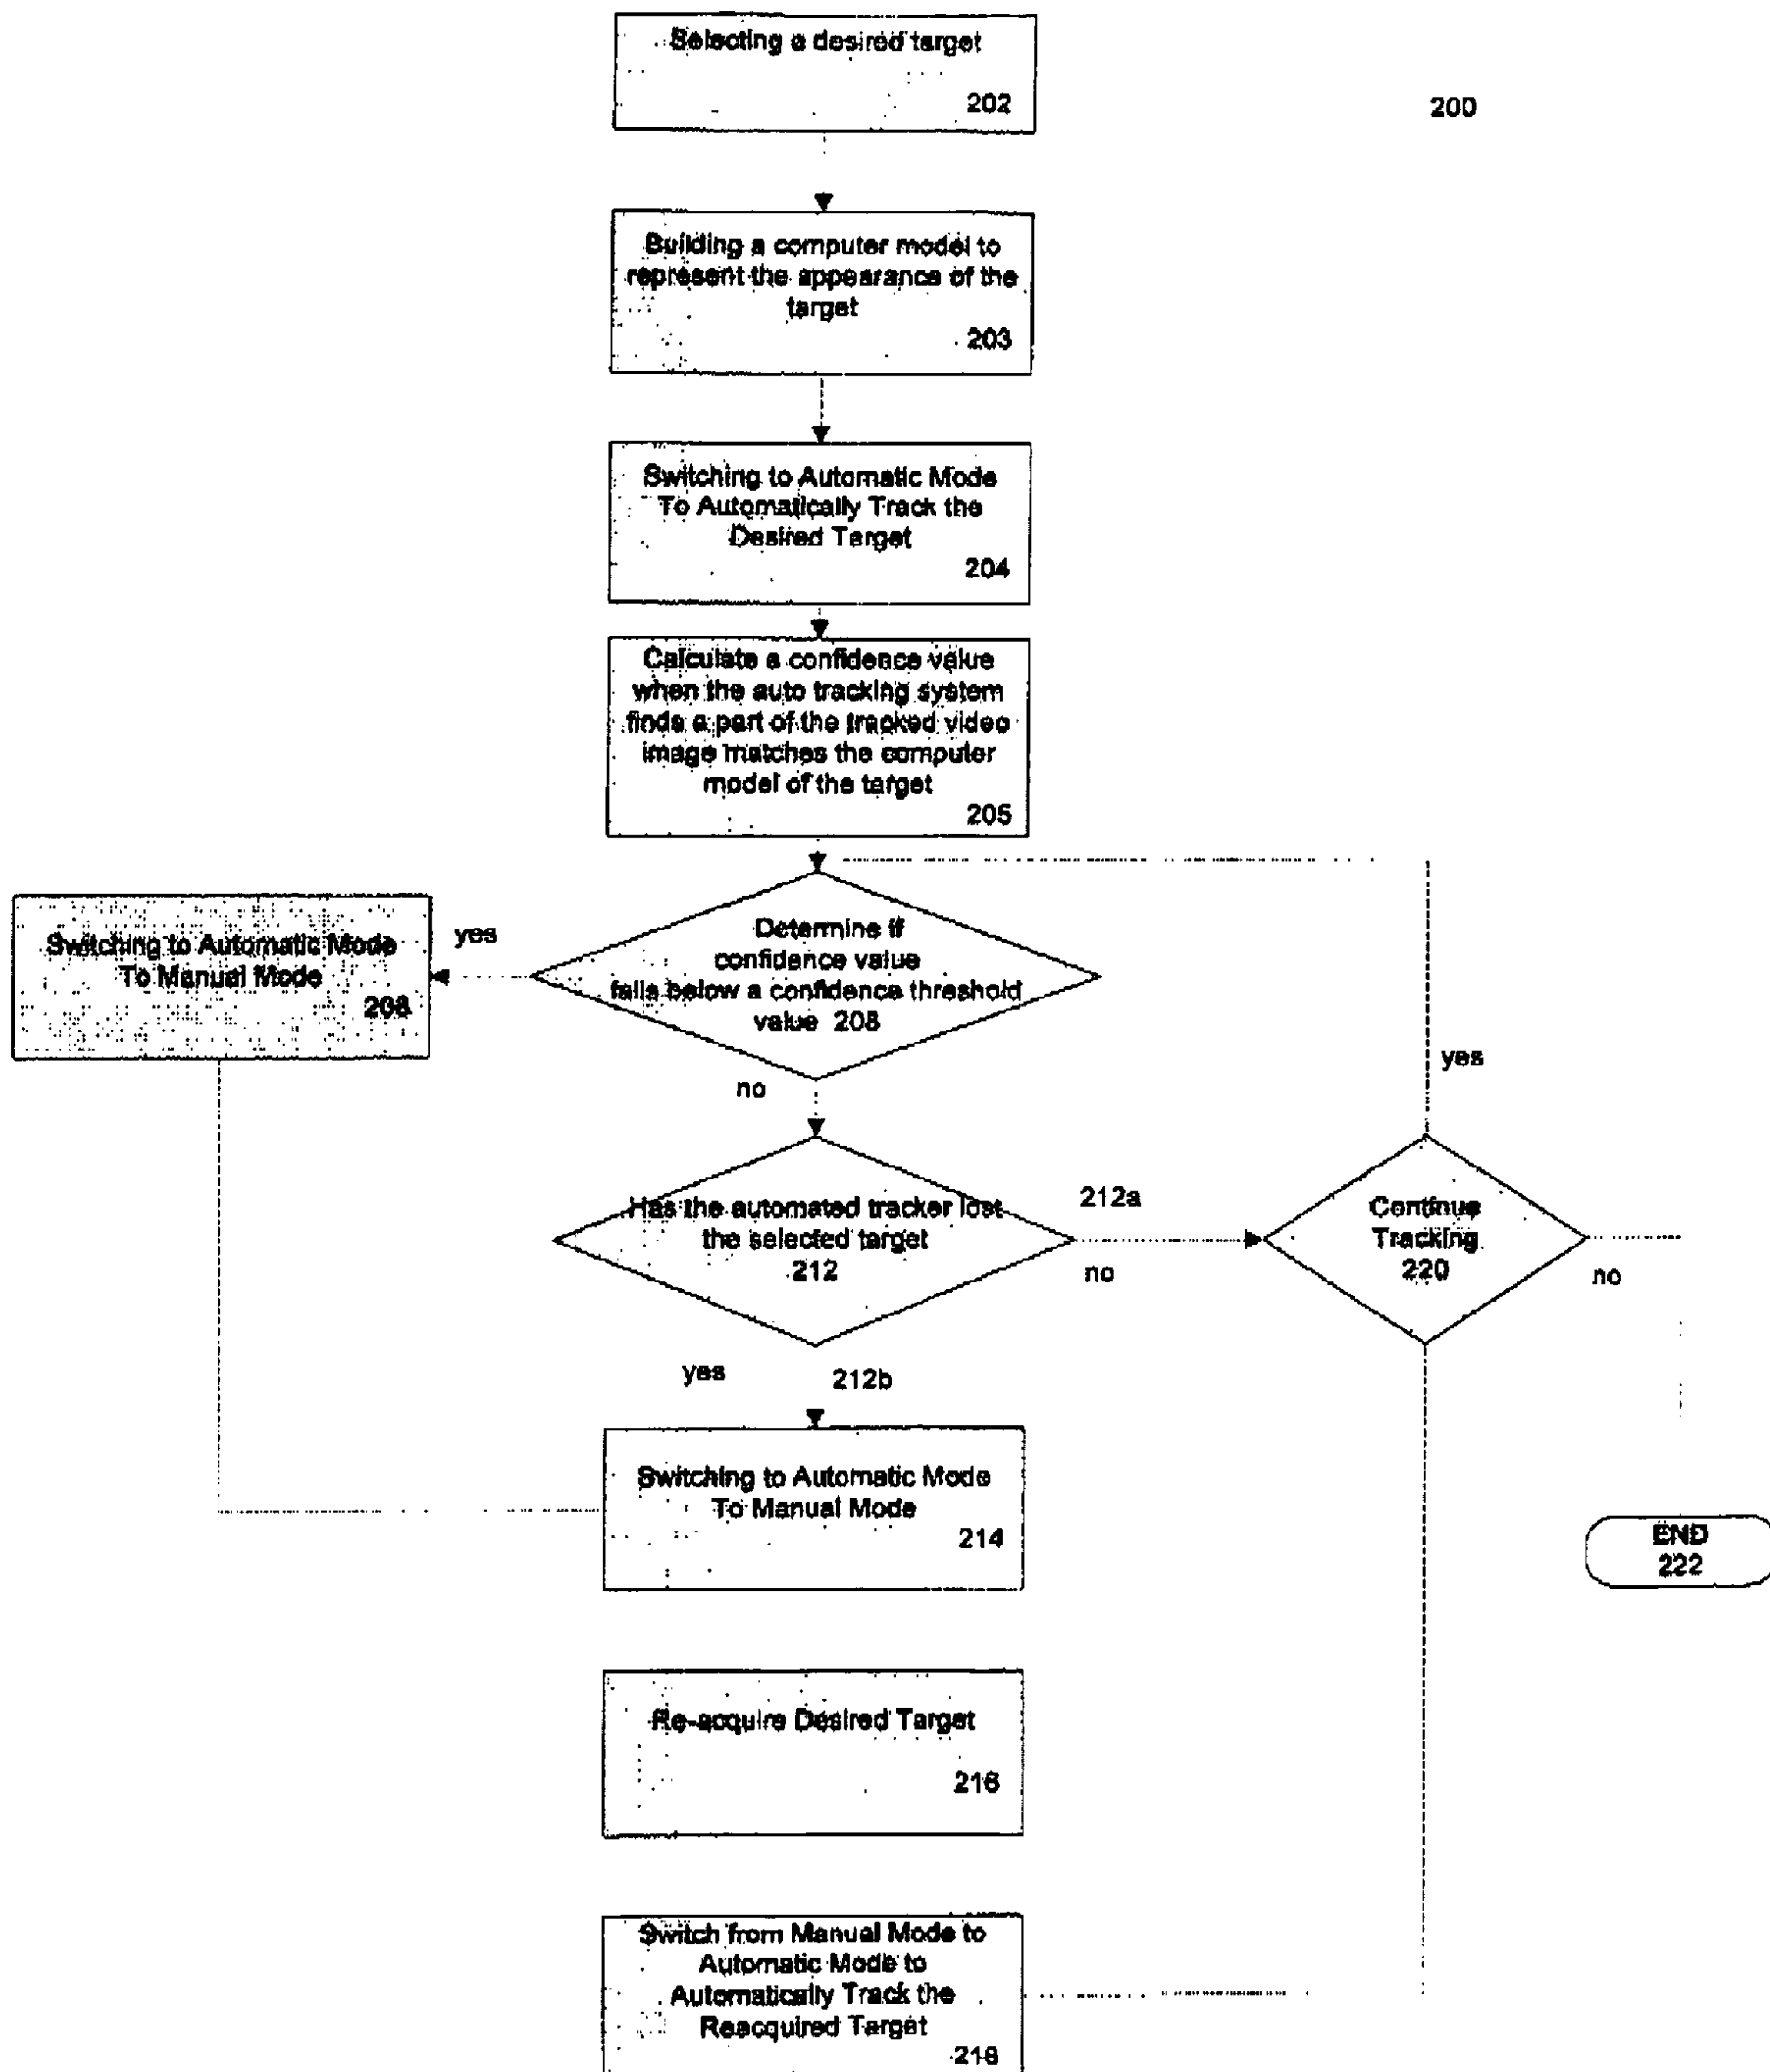 Selecting a desired target
202
200
Building a computer model to
represent the appearance of the
target
203
Switching to Automatic Mode
To Automatically Track the
Desired Target
204
Calculate a confidence value
when the auto tracking system
finds a part of the tracked video
image matches the computer
model of the target
205
Switching to Automatic Mode
To Manual Mode
208
yes
Determine if
confidence value
falls below a confidence threshold
value 208
no
yes
Has the automated tracker lost
the selected target
212
212a
no
Continue
Tracking
220
no
yes
212b
Switching to Automatic Mode
To Manual Mode
214
END
222
Re-acquire Desired Target
216
Switch from Manual Mode to
Automatic Mode to
Automatically Track the
Reacquired Target
218